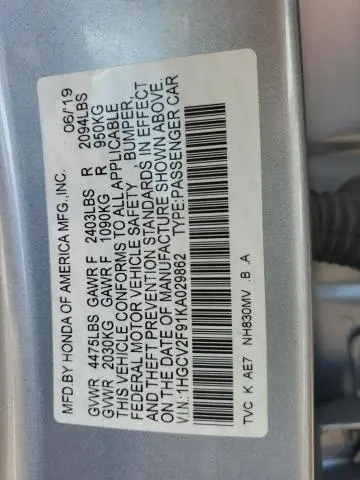 MFD.BY HONDA OF AMERICA MFG.,INC. 06/19
GVWR 4475LBS GAWR F 2403LBS R 2094LBS
GVWR 2030KG GAWR F 1090KG R 950KG
THIS VEHICLE CONFORMS TO ALL APPLICABLE
FEDERAL MOTOR VEHICLE SAFETY , BUMPER,
AND THEFT PREVENTION STANDARDS IN EFFECT
ON THE DATE OF MANUFACTURE SHOWN ABOVE.
V.I.N.:1HGCV2F91KA029862 TYPE:PASSENGER CAR
TVC K AE7 NH830MV .B .A